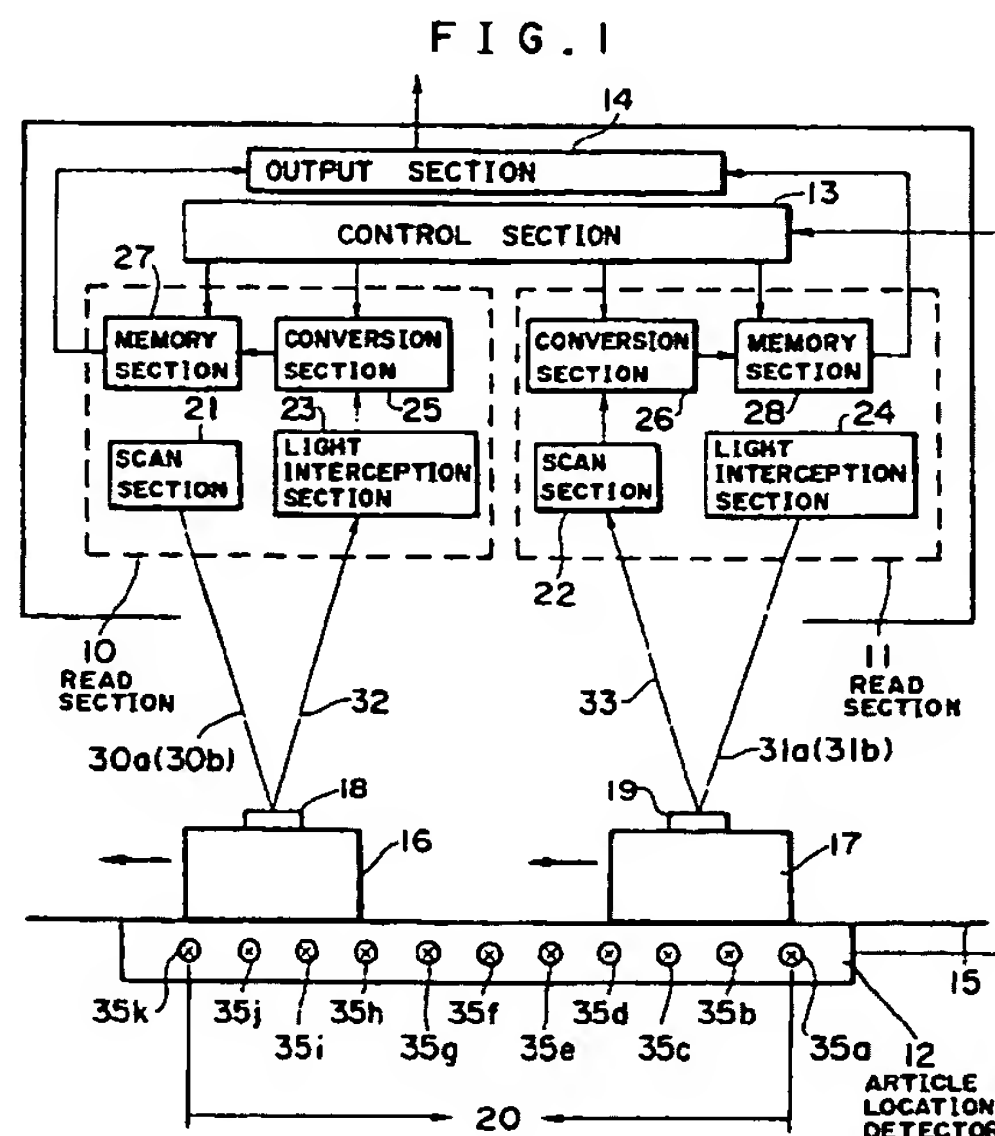 FIG.1
14
OUTPUT SECTION
13
CONTROL SECTION
27
MEMORY SECTION
CONVERSION SECTION
CONVERSION SECTION
MEMORY SECTION
21
23
25
26
28
24
SCAN SECTION
LIGHT INTERCEPTION SECTION
SCAN SECTION
LIGHT INTERCEPTION SECTION
22
10
READ SECTION
11
READ SECTION
32
33
30a(30b)
31a(31b)
18
19
16
17
35k
35j
35i
35h
35g
35f
35e
35d
35c
35b
35a
15
12
ARTICLE
LOCATION
DETECTOR
20